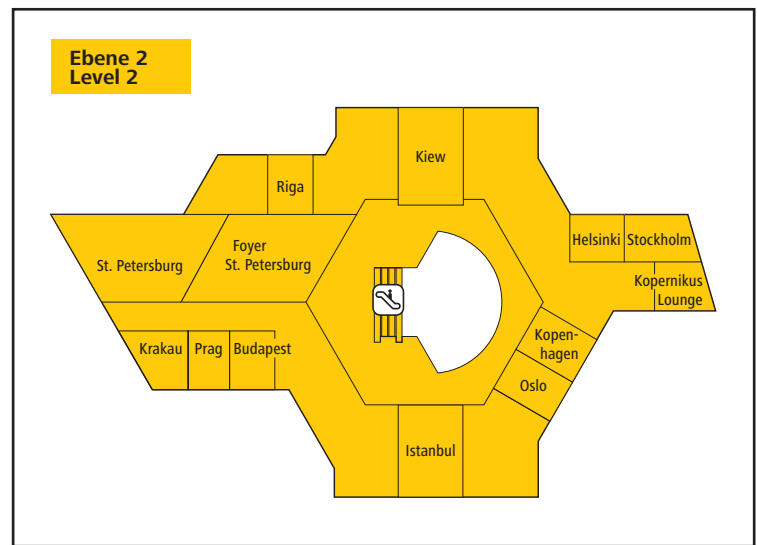 Ebene 2
Level 2
Kiew
Riga
Helsinki
Stockholm
Foyer
St. Petersburg
St. Petersburg
Kopernikus
Lounge
Kopen-
hagen
Krakau
Prag
Budapest
Oslo
Istanbul